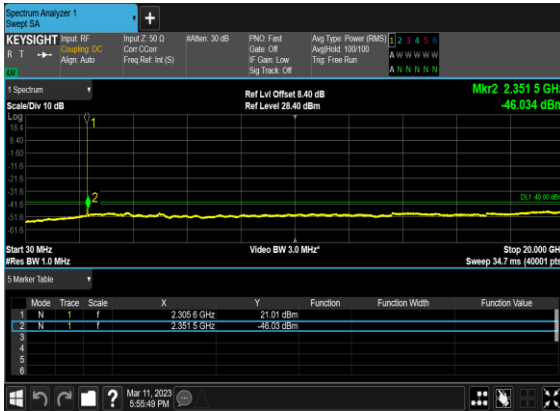 Spectrum Analyzer 1
Swept SA
KEYSIGHT Input: RF Input Z: 50 Ω #Atten: 30 dB PNO: Fast Avg Type: Power (RMS) 1 2 3 4 5 6
R T Coupling: DC Corr CCorr Gate: Off Avg|Hold: 100/100 A W W W W W
Align: Auto Freq Ref: Int (S) IF Gain: Low Trig: Free Run
Sig Track: Off A N N N N N
1 Spectrum Ref Lvl Offset 8.40 dB Mkr2 2.351 5 GHz
Scale/Div 10 dB Ref Level 28.40 dBm -46.034 dBm
Log
1
18.4
8.40
-1.60
-11.6
-21.6
-31.6
2
DL1 -40.00 dBm
-41.6
-51.6
-61.6
Start 30 MHz Video BW 3.0 MHz* Stop 20.000 GHz
#Res BW 1.0 MHz Sweep 34.7 ms (40001 pts)
5 Marker Table
Mode Trace Scale X Y Function Function Width Function Value
1 N 1 f 2.305 6 GHz 21.01 dBm
2 N 1 f 2.351 5 GHz -46.03 dBm
3
4
5
6
? Mar 11, 2023
5:55:49 PM